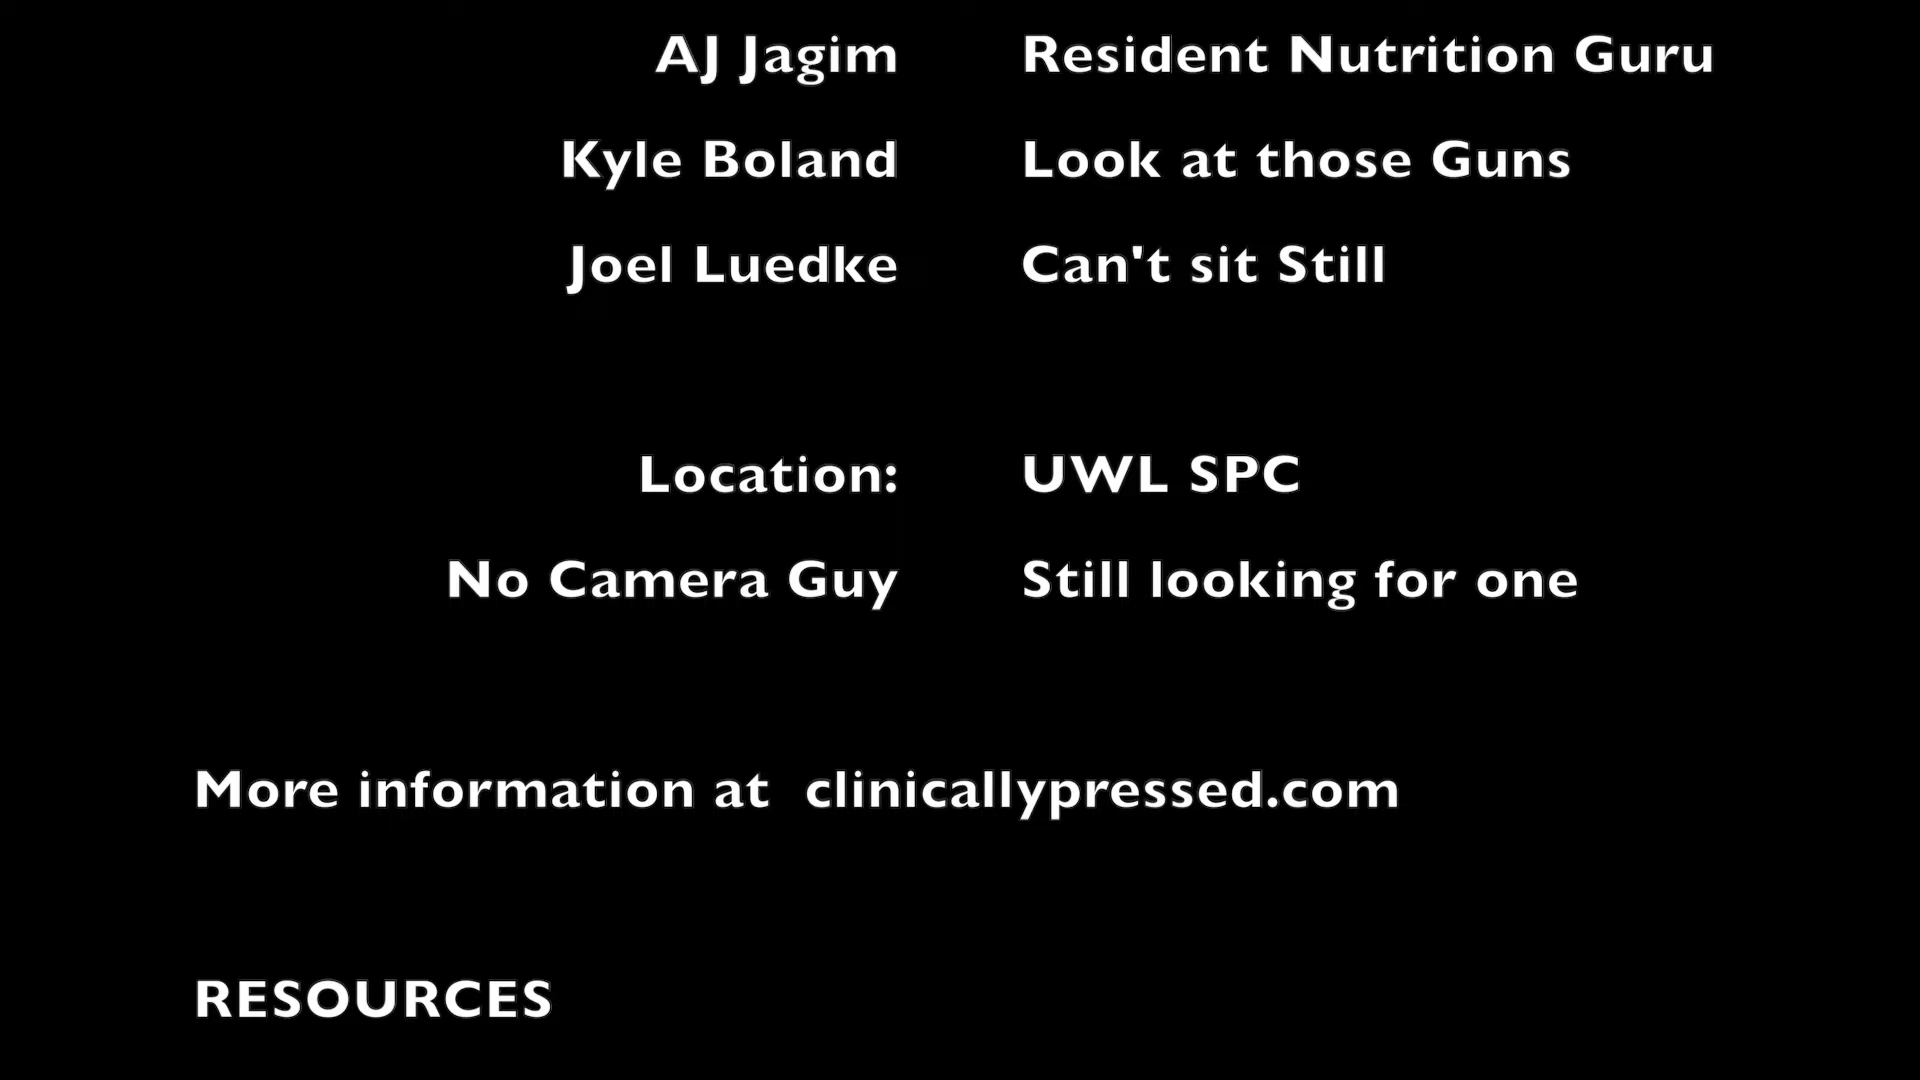 AJ Jagim Resident Nutrition Guru
Kyle Boland Look at those Guns
Joel Luedke Can't sit Still
Location: UWL SPC
No Camera Guy Still looking for one
More information at clinicallypressed.com
RESOURCES